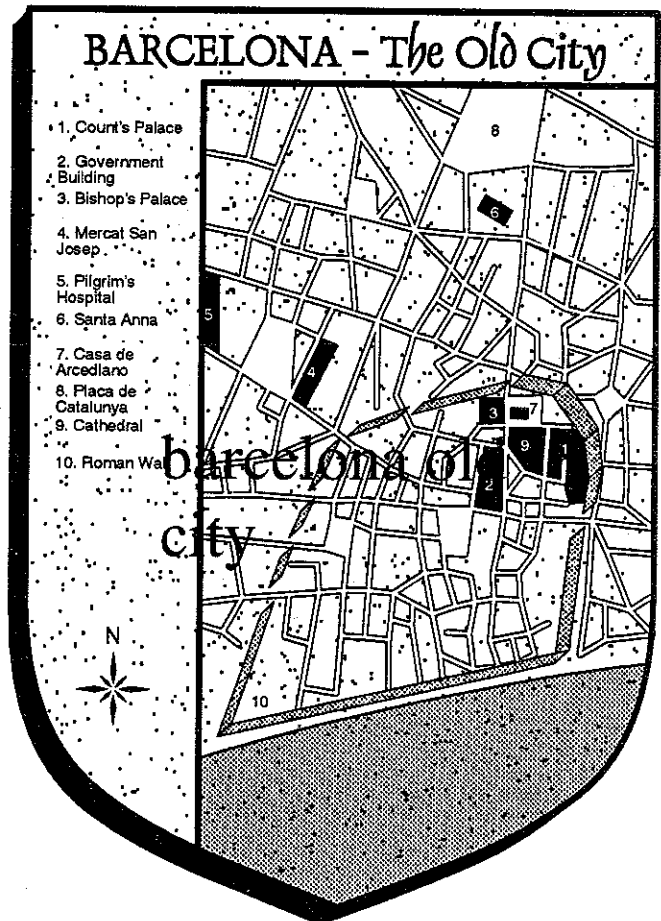 BARCELONA - The Old City
1. Count's Palace
2. Government
Building
3. Bishop's Palace
4. Mercat San
Josep
5. Pilgrim's
Hospital
6. Santa Anna
7. Casa de
Arcediano
8. Placa de
Catalunya
9. Cathedral
10. Roman Wall
barcelona old
city
N
8
6
5
4
3
7
9
1
2
10